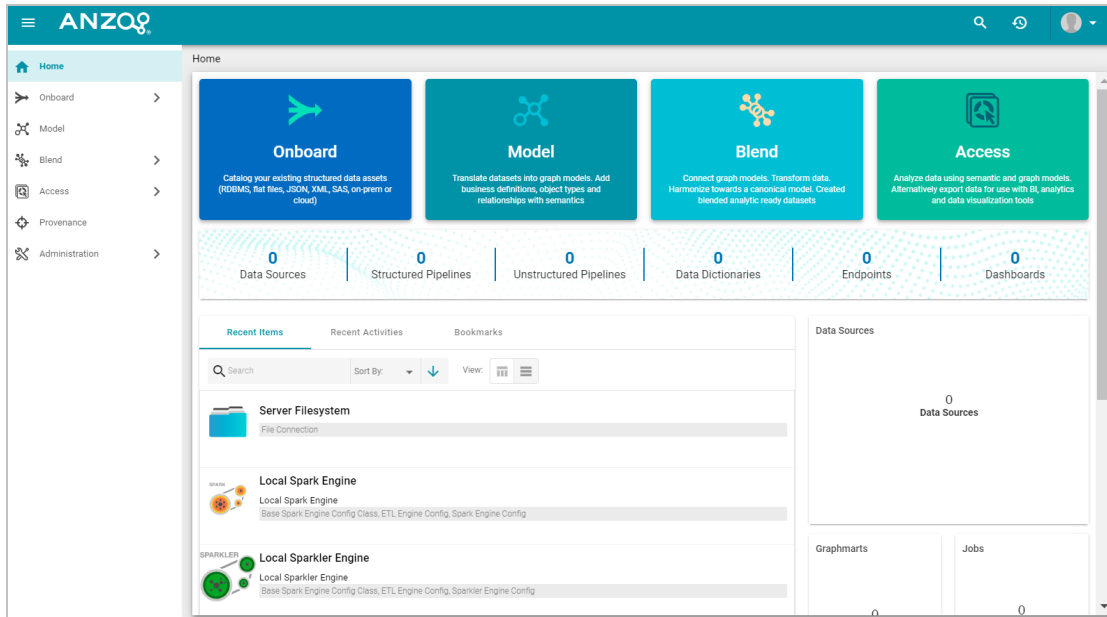 ANZO
Home
Onboard
Model
Blend
Access
Provenance
Administration
Home
Onboard
Catalog your existing structured data assets
(RDBMS, flat files, JSON, XML, SAS, on-prem or
cloud)
Model
Translate datasets into graph models. Add
business definitions, object types and
relationships with semantics
Blend
Connect graph models. Transform data.
Harmonize towards a canonical model. Created
blended analytic ready datasets
Access
Analyze data using semantic and graph models.
Alternatively export data for use with BI, analytics
and data visualization tools
0
Data Sources
0
Structured Pipelines
0
Unstructured Pipelines
0
Data Dictionaries
0
Endpoints
0
Dashboards
Recent Items Recent Activities Bookmarks
Search Sort By: View:
Server Filesystem
File Connection
SPARK
Local Spark Engine
Local Spark Engine
Base Spark Engine Config Class, ETL Engine Config, Spark Engine Config
SPARKLER
Local Sparkler Engine
Local Sparkler Engine
Base Spark Engine Config Class, ETL Engine Config, Sparkler Engine Config
Data Sources
0
Data Sources
Graphmarts
0
Jobs
0